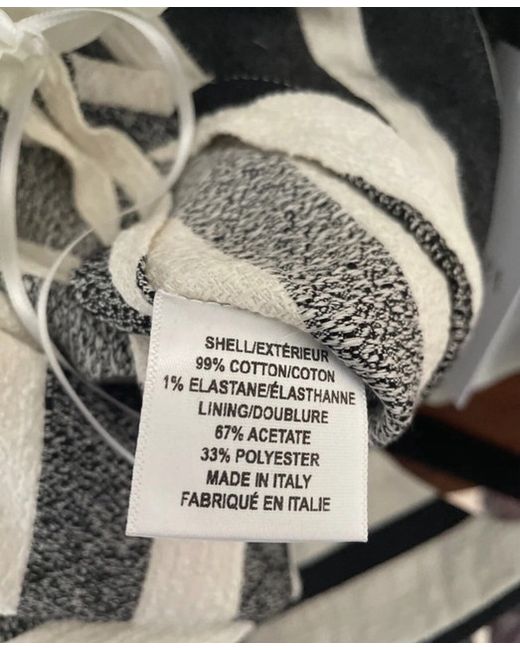 SHELL/EXTÉRIEUR
99% COTTON/COTON
1% ELASTANE/ÉLASTHANNE
LINING/DOUBLURE
67% ACETATE
33% POLYESTER
MADE IN ITALY
FABRIQUÉ EN ITALIE